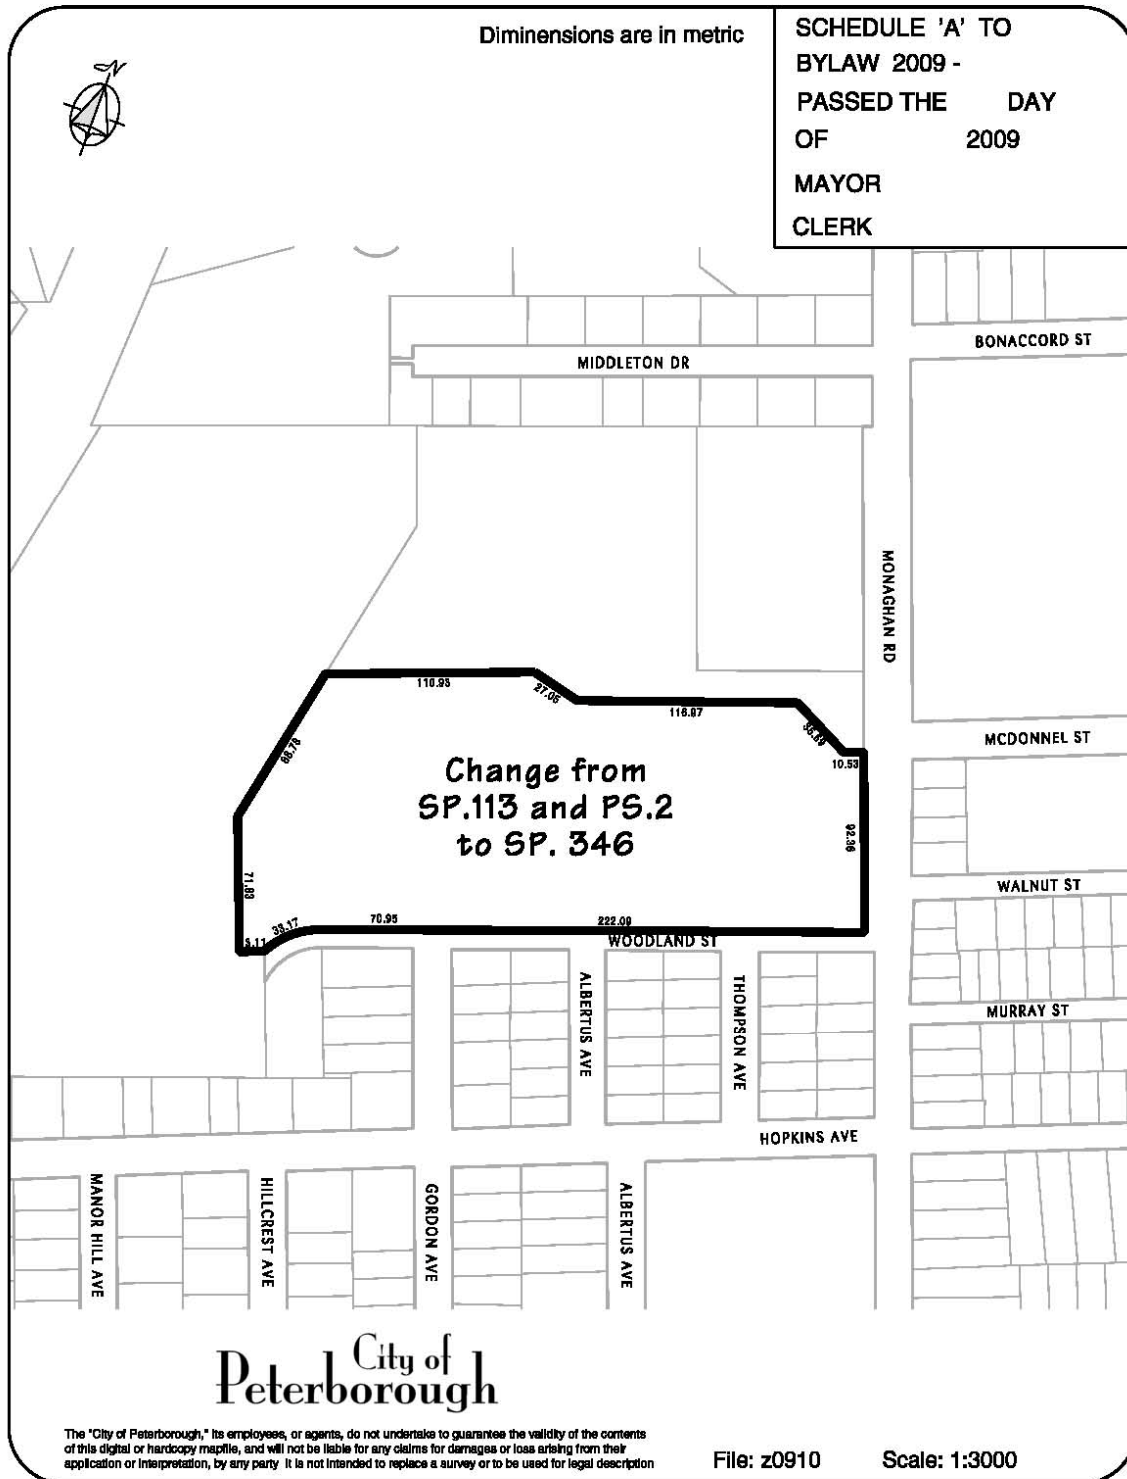 Diminensions are in metric
SCHEDULE 'A' TO
BYLAW 2009 -
PASSED THE DAY
OF 2009
MAYOR
CLERK
N
BONACCORD ST
MIDDLETON DR
MONAGHAN RD
110.93
27.05
116.97
10.53
MCDONNEL ST
Change from
SP.113 and PS.2
to SP. 346
92.36
71.83
WALNUT ST
70.95
222.09
WOODLAND ST
ALBERTUS AVE
THOMPSON AVE
MURRAY ST
HOPKINS AVE
MANOR HILL AVE
HILLCREST AVE
GORDON AVE
ALBERTUS AVE
City of
Peterborough
The "City of Peterborough," its employees, or agents, do not undertake to guarantee the validity of the contents
of this digital or hardcopy mapfile, and will not be liable for any claims for damages or loss arising from their
application or interpretation, by any party It is not intended to replace a survey or to be used for legal description
File: z0910 Scale: 1:3000